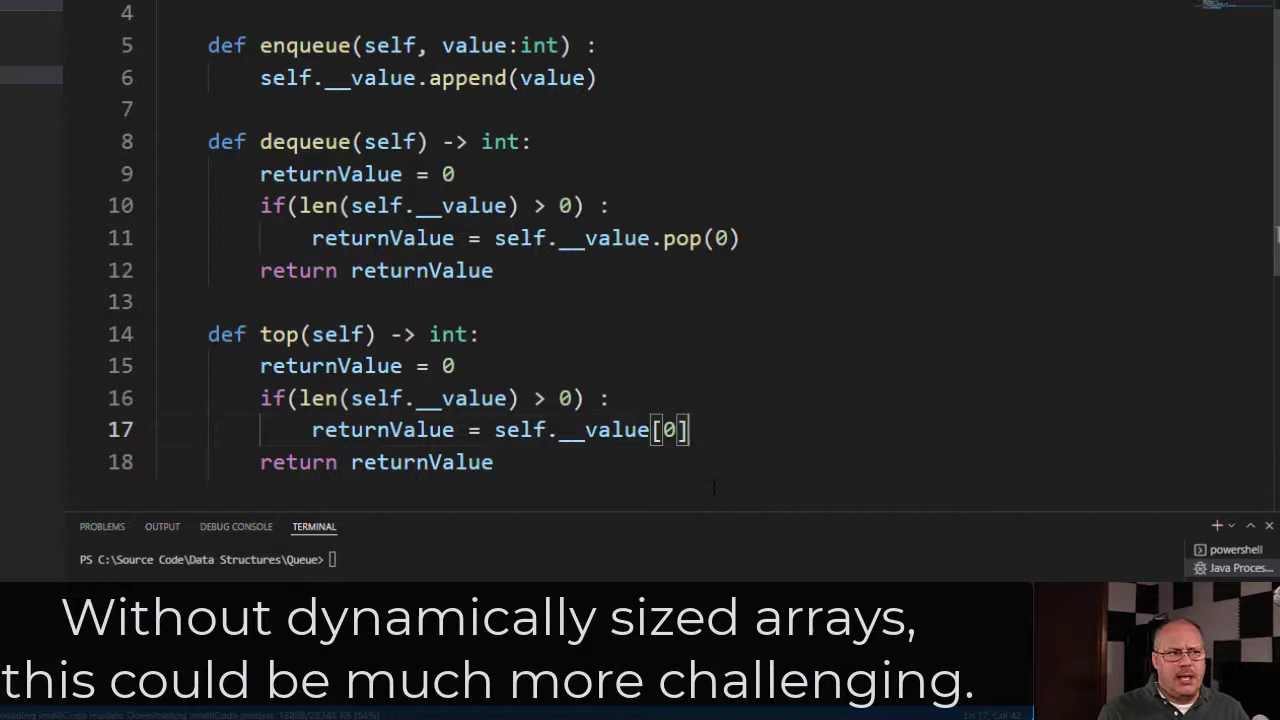 4
5 def enqueue(self, value:int) :
6 self.__value.append(value)
7
8 def dequeue(self) -> int:
9 returnValue = 0
10 if(len(self.__value) > 0) :
11 returnValue = self.__value.pop(0)
12 return returnValue
13
14 def top(self) -> int:
15 returnValue = 0
16 if(len(self.__value) > 0) :
17 returnValue = self.__value[0]
18 return returnValue
PROBLEMS OUTPUT DEBUG CONSOLE TERMINAL
PS C:\Source Code\Data Structures\Queue>
powershell
Java Proces...
Without dynamically sized arrays,
this could be much more challenging.